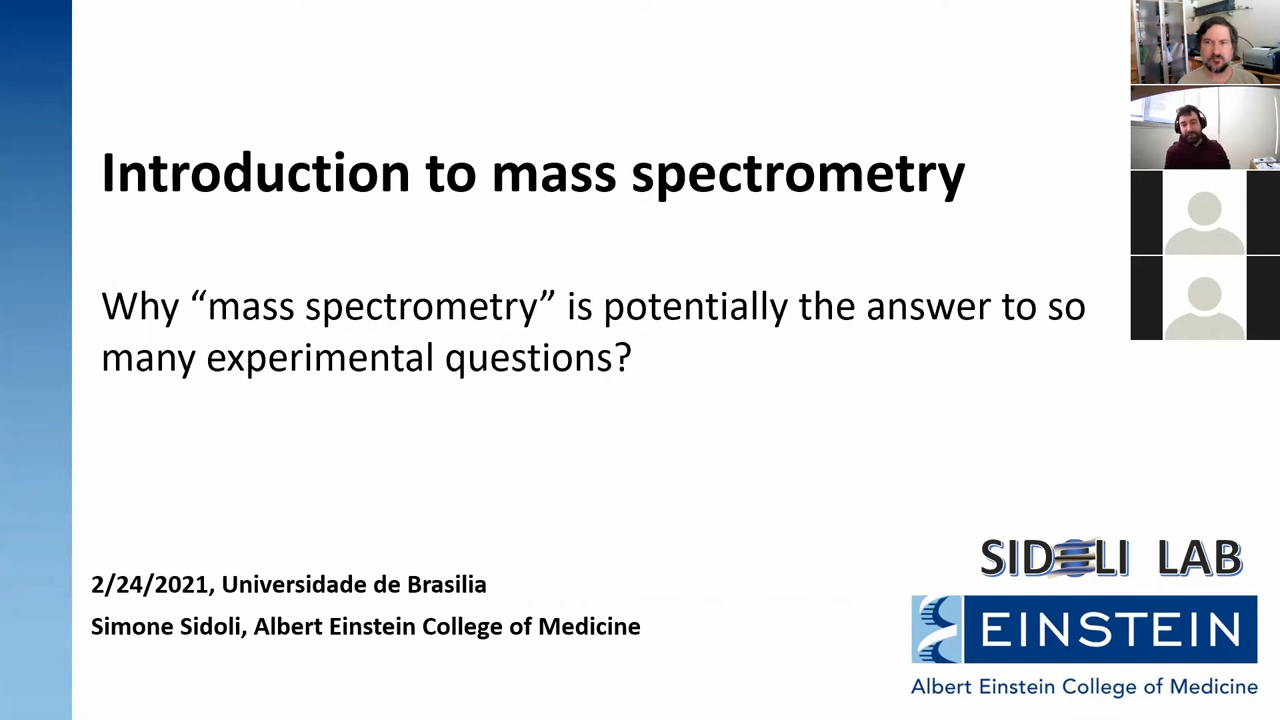 Introduction to mass spectrometry
Why “mass spectrometry” is potentially the answer to so
many experimental questions?
2/24/2021, Universidade de Brasilia
Simone Sidoli, Albert Einstein College of Medicine
SIDOLI LAB
EINSTEIN
Albert Einstein College of Medicine